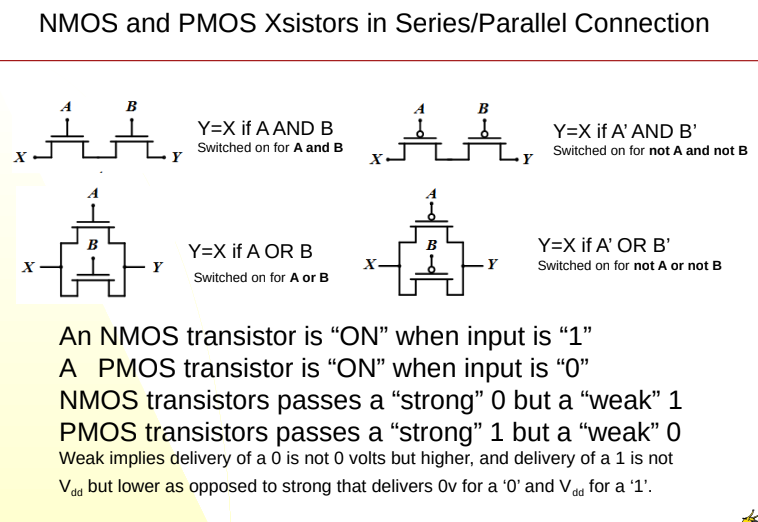 NMOS and PMOS Xsistors in Series/Parallel Connection
A B
X Y
Y=X if A AND B
Switched on for A and B
A B
X Y
Y=X if A’ AND B’
Switched on for not A and not B
A
B
X Y
Y=X if A OR B
Switched on for A or B
A
B
X Y
Y=X if A’ OR B’
Switched on for not A or not B
An NMOS transistor is “ON” when input is “1”
A PMOS transistor is “ON” when input is “0”
NMOS transistors passes a “strong” 0 but a “weak” 1
PMOS transistors passes a “strong” 1 but a “weak” 0
Weak implies delivery of a 0 is not 0 volts but higher, and delivery of a 1 is not
Vdd but lower as opposed to strong that delivers 0v for a ‘0’ and Vdd for a ‘1’.